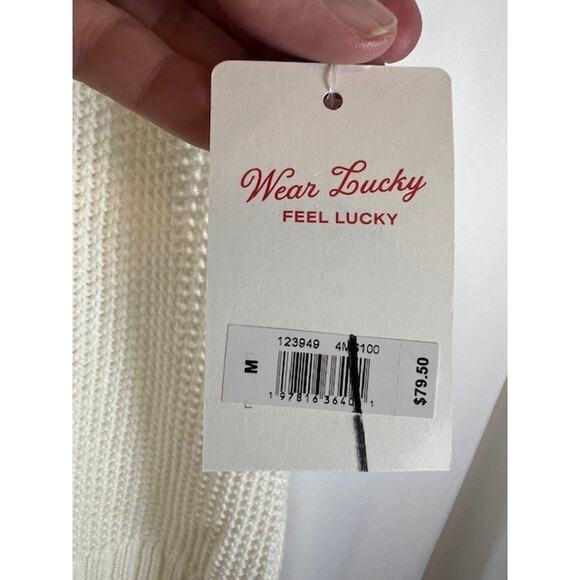 Wear Lucky
FEEL LUCKY
123949
M
$79.50